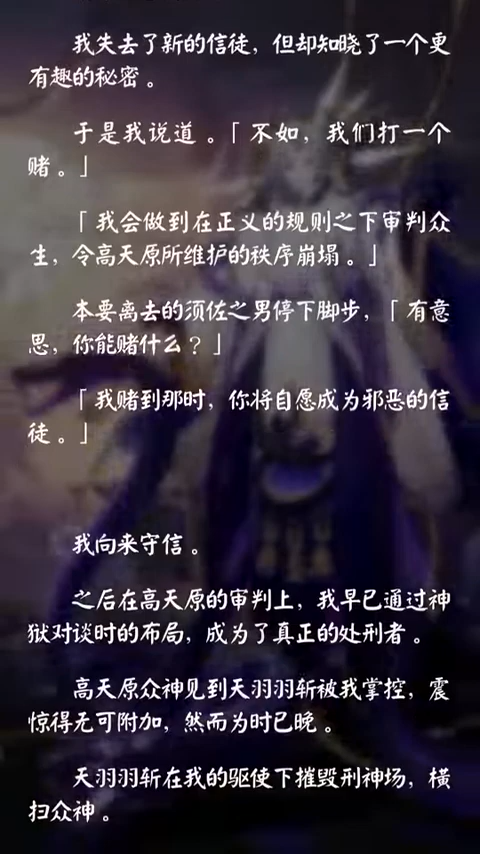 我失去了新的信徒，但却知晓了一个更
有趣的秘密。
于是我说道。「不如，我们打一个
赌。」
「我会做到在正义的规则之下审判众
生，令高天原所维护的秩序崩塌。」
本要离去的须佐之男停下脚步，「有意
思，你能赌什么？」
「我赌到那时，你将自愿成为邪恶的信
徒。」
我向来守信。
之后在高天原的审判上，我早已通过神
狱对谈时的布局，成为了真正的处刑者。
高天原众神见到天羽羽斩被我掌控，震
惊得无可附加，然而为时已晚。
天羽羽斩在我的驱使下摧毁刑神场，横
扫众神。